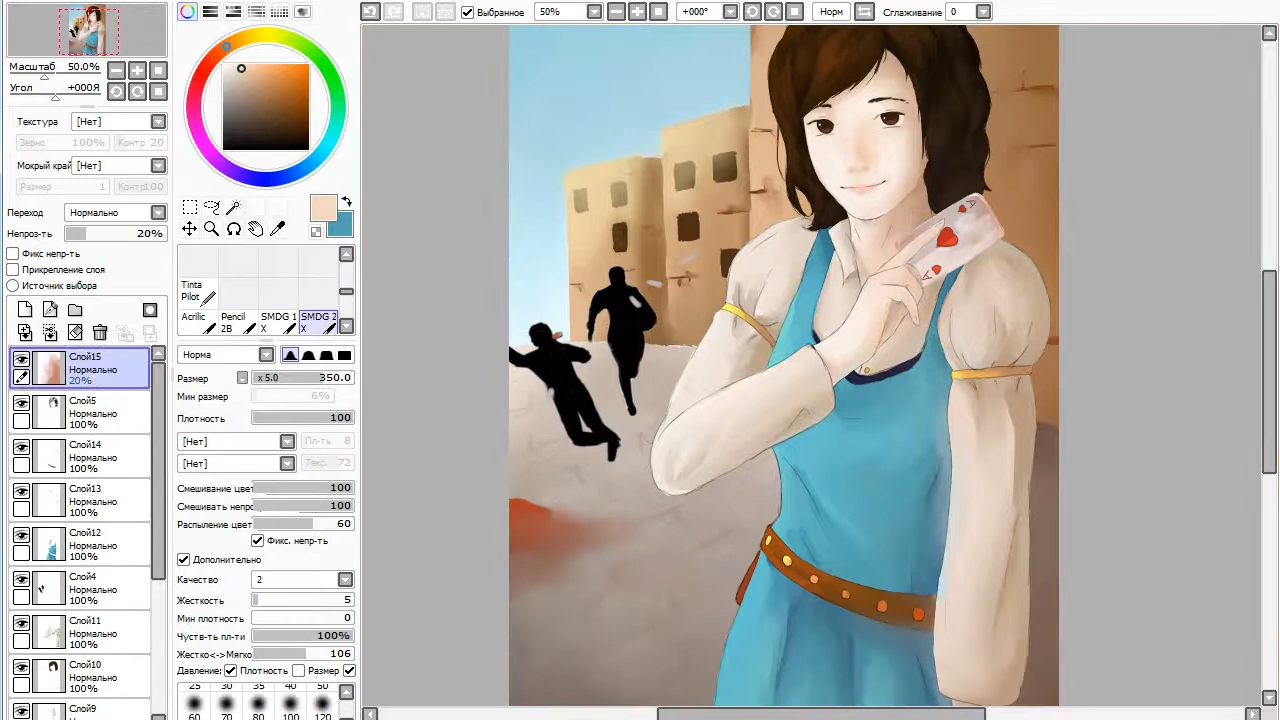 Выбранное
50%
+000°
Норм
Сглаживание
0
Масштаб 50.0%
Угол +000Я
Текстура [Нет]
Зерно 100% Контр 20
Мокрый край [Нет]
Размер 1 Контр 100
Переход Нормально
Непроз-ть 20%
Фикс непр-ть
Прикрепление слоя
Источник выбора
Слой15
Нормально
20%
Слой5
Нормально
100%
Слой14
Нормально
100%
Слой13
Нормально
100%
Слой12
Нормально
100%
Слой4
Нормально
100%
Слой11
Нормально
100%
Слой10
Нормально
100%
Слой9
Tinta
Pilot
Acrilic
Pencil 2B
SMDG 1 X
SMDG 2 X
Норма
Размер x 5.0 350.0
Мин размер 6%
Плотность 100
[Нет] Пл-ть 8
[Нет] Текс. 72
Смешивание цвет 100
Смешивать непро 100
Распыление цвет 60
Фикс. непр-ть
Дополнительно
Качество 2
Жесткость 5
Мин плотность 0
Чуств-ть пл-ти 100%
Жестко<->Мягко 106
Давление: Плотность Размер
25 30 35 40 50
60 70 80 100 120
A
A